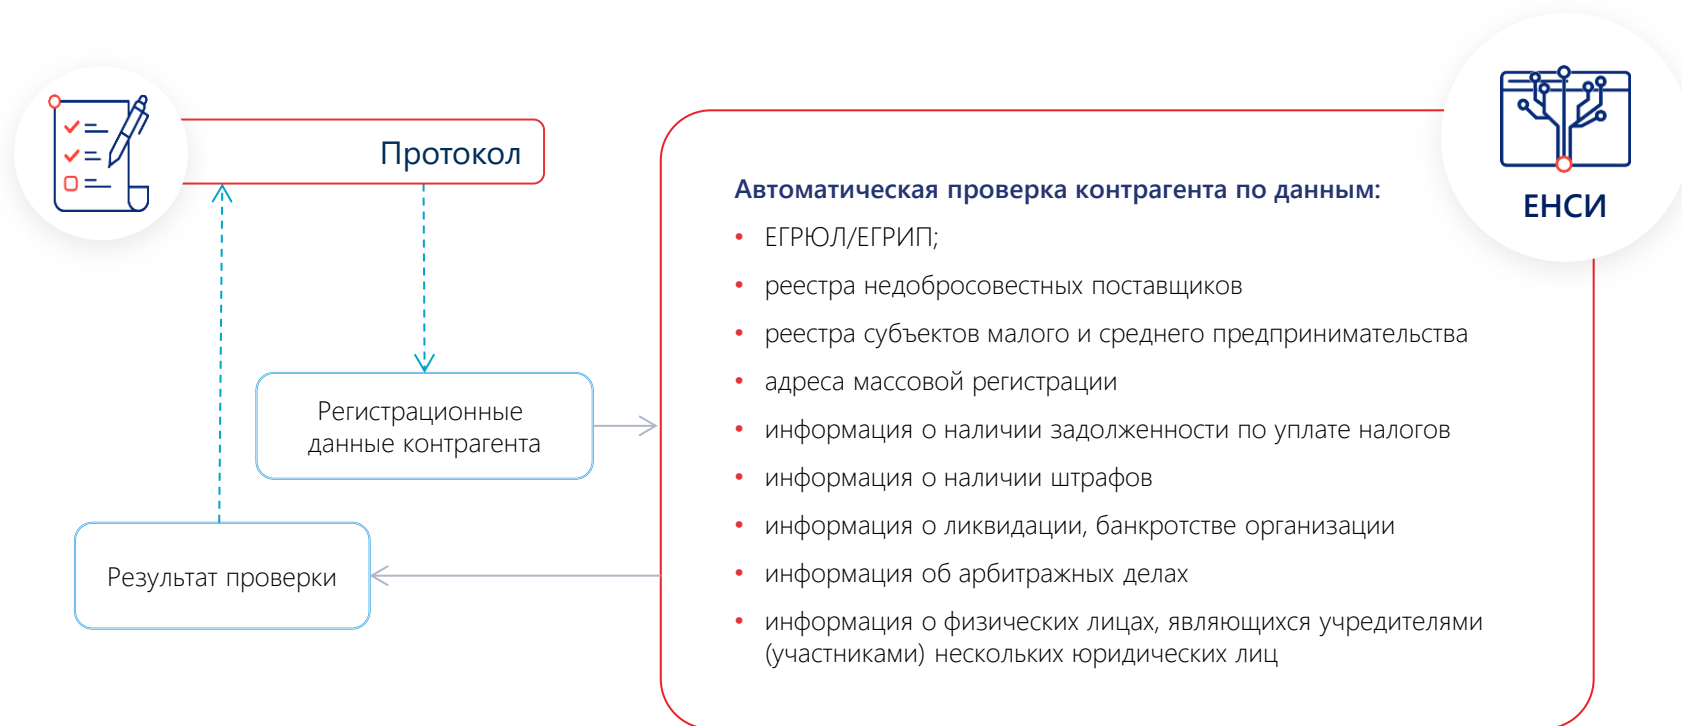 Протокол
ЕНСИ
Автоматическая проверка контрагента по данным:
• ЕГРЮЛ/ЕГРИП;
• реестра недобросовестных поставщиков
• реестра субъектов малого и среднего предпринимательства
• адреса массовой регистрации
• информация о наличии задолженности по уплате налогов
• информация о наличии штрафов
• информация о ликвидации, банкротстве организации
• информация об арбитражных делах
• информация о физических лицах, являющихся учредителями
(участниками) нескольких юридических лиц
Регистрационные
данные контрагента
Результат проверки